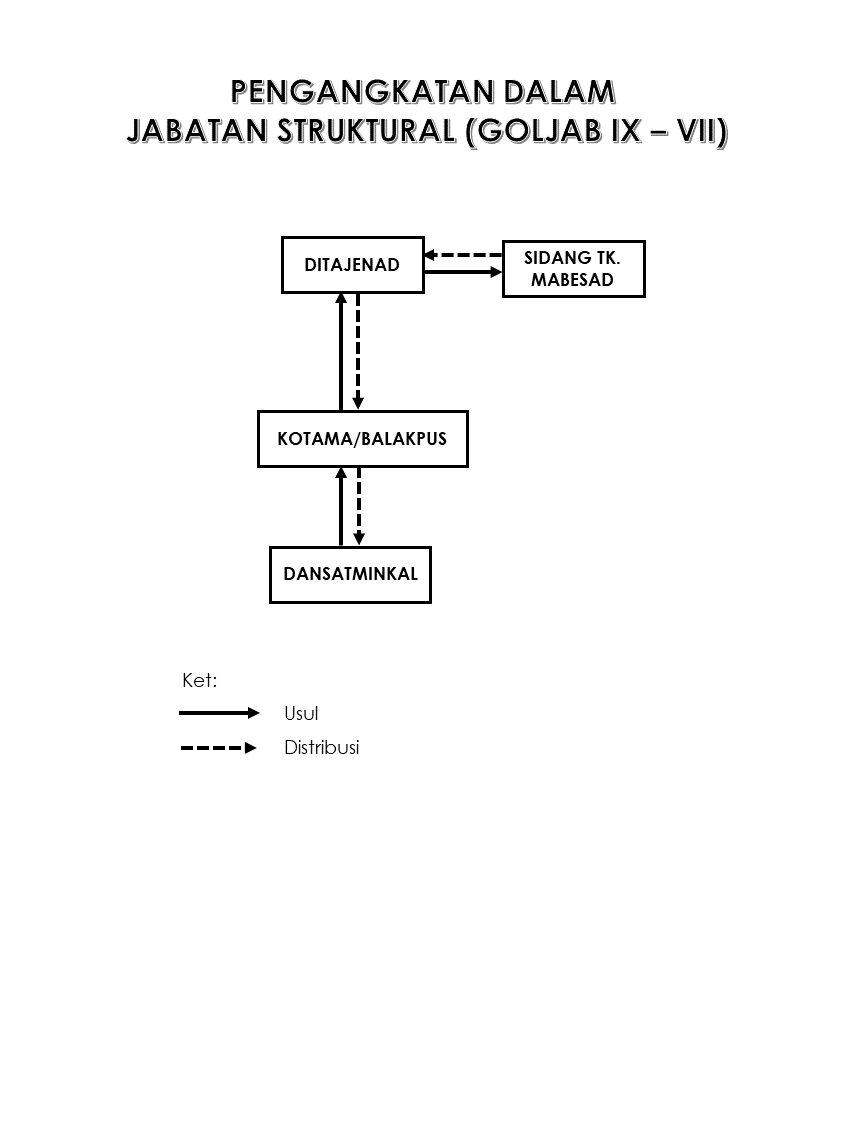 PENGANGKATAN DALAM
JABATAN STRUKTURAL (GOLJAB IX – VII)
DITAJENAD
SIDANG TK.
MABESAD
KOTAMA/BALAKPUS
DANSATMINKAL
Ket:
Usul
Distribusi